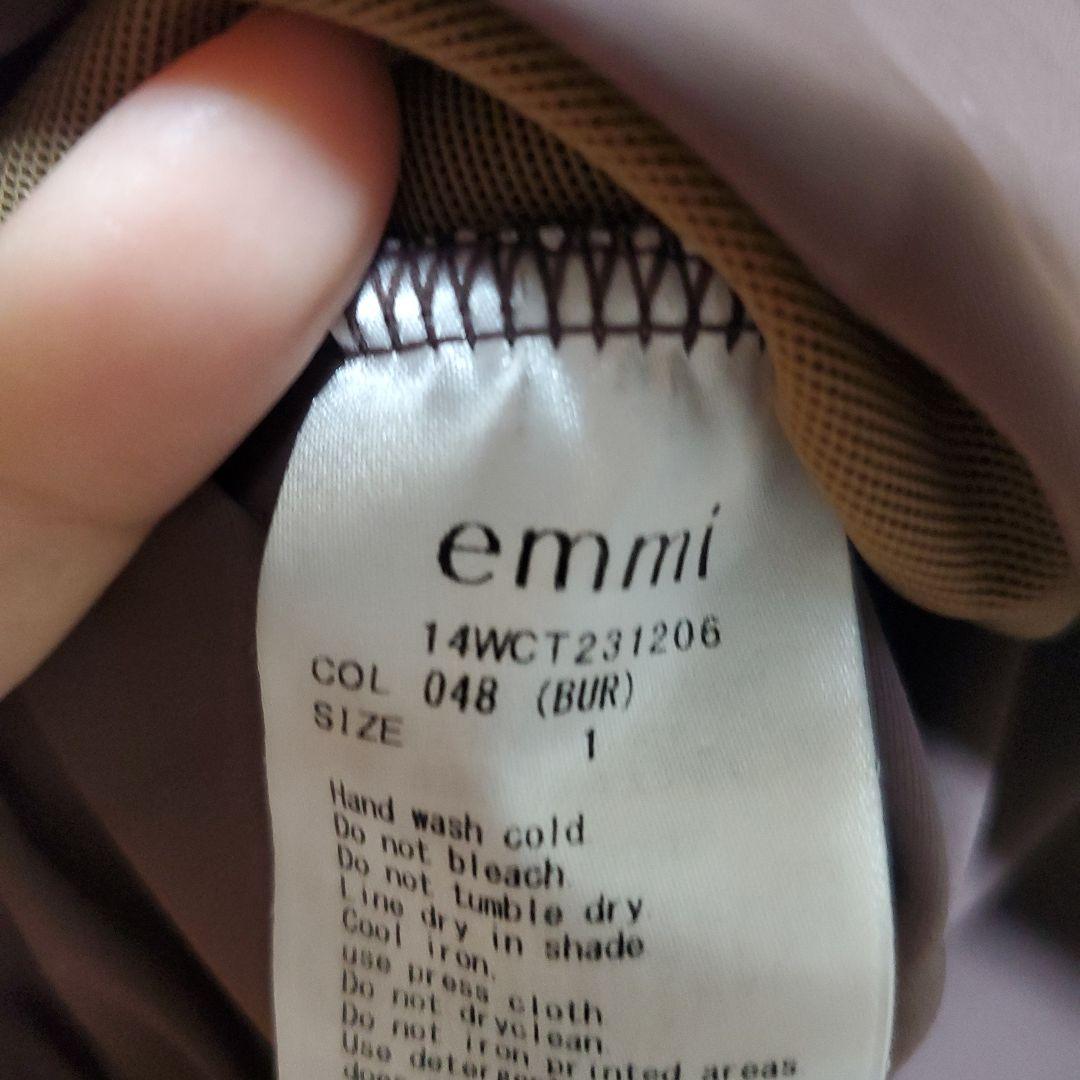 emmi
14WCT231206
COL 048 (BUR)
SIZE 1
Hand wash cold
Do not bleach.
Do not tumble dry.
Line dry in shade
Cool iron.
use press cloth
Do not dryclean.
Do not iron printed areas
Use